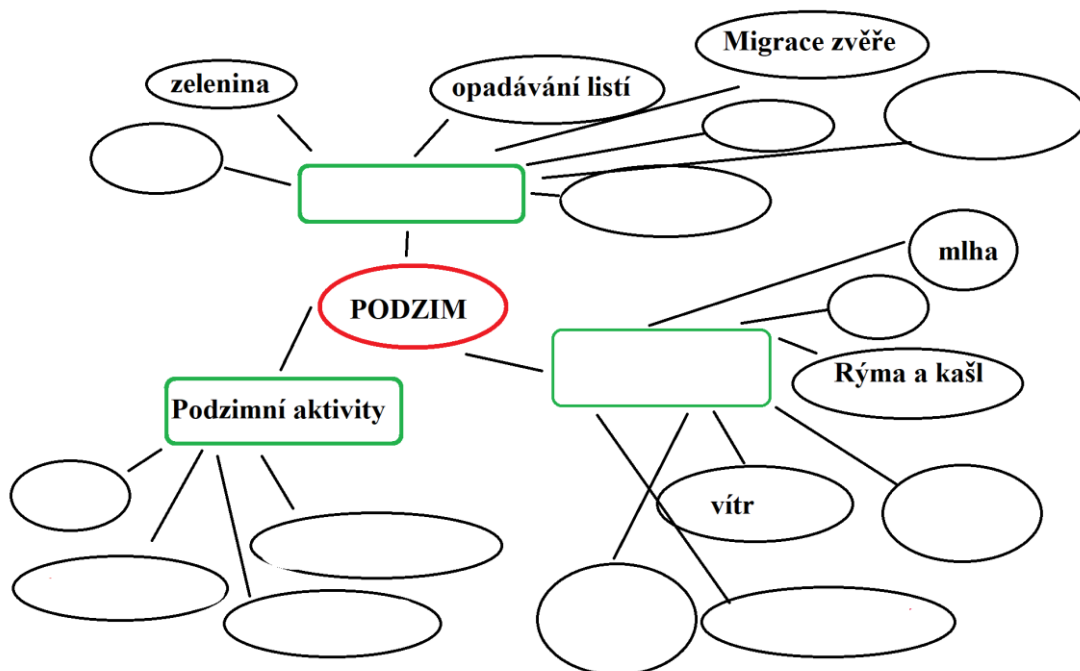 Migrace zvěře
zelenina
opadávání listí
mlha
PODZIM
Rýma a kašl
Podzimní aktivity
vítr